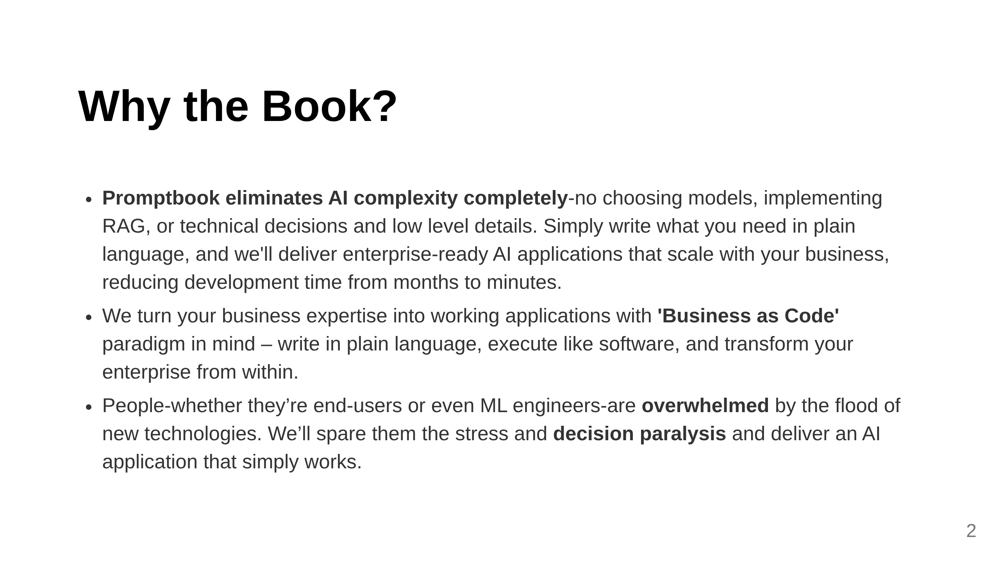 Why the Book?
• Promptbook eliminates AI complexity completely-no choosing models, implementing
RAG, or technical decisions and low level details. Simply write what you need in plain
language, and we'll deliver enterprise-ready AI applications that scale with your business,
reducing development time from months to minutes.
• We turn your business expertise into working applications with 'Business as Code'
paradigm in mind – write in plain language, execute like software, and transform your
enterprise from within.
• People-whether they’re end-users or even ML engineers-are overwhelmed by the flood of
new technologies. We’ll spare them the stress and decision paralysis and deliver an AI
application that simply works.
2